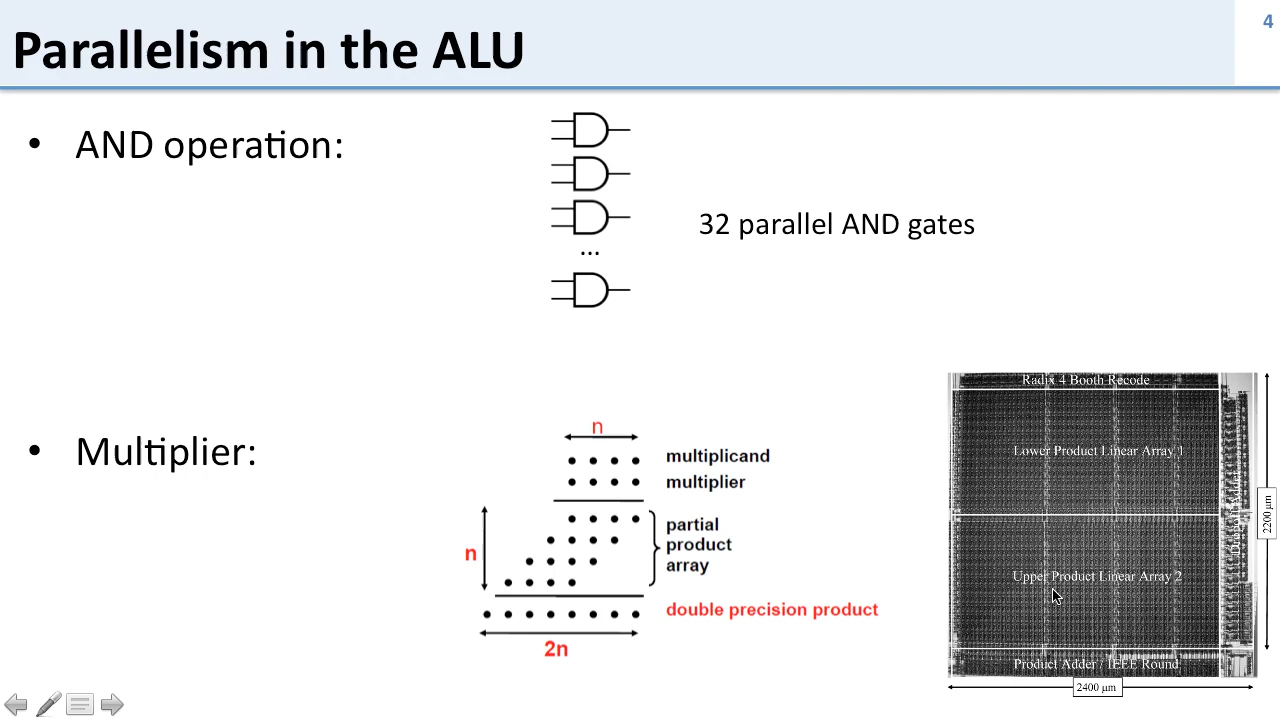 Parallelism in the ALU
4
• AND operation:
...
32 parallel AND gates
• Multiplier:
n
multiplicand
multiplier
n
partial
product
array
double precision product
2n
Radix 4 Booth Recode
Lower Product Linear Array 1
Upper Product Linear Array 2
Product Adder / IEEE Round
2200 µm
2400 µm